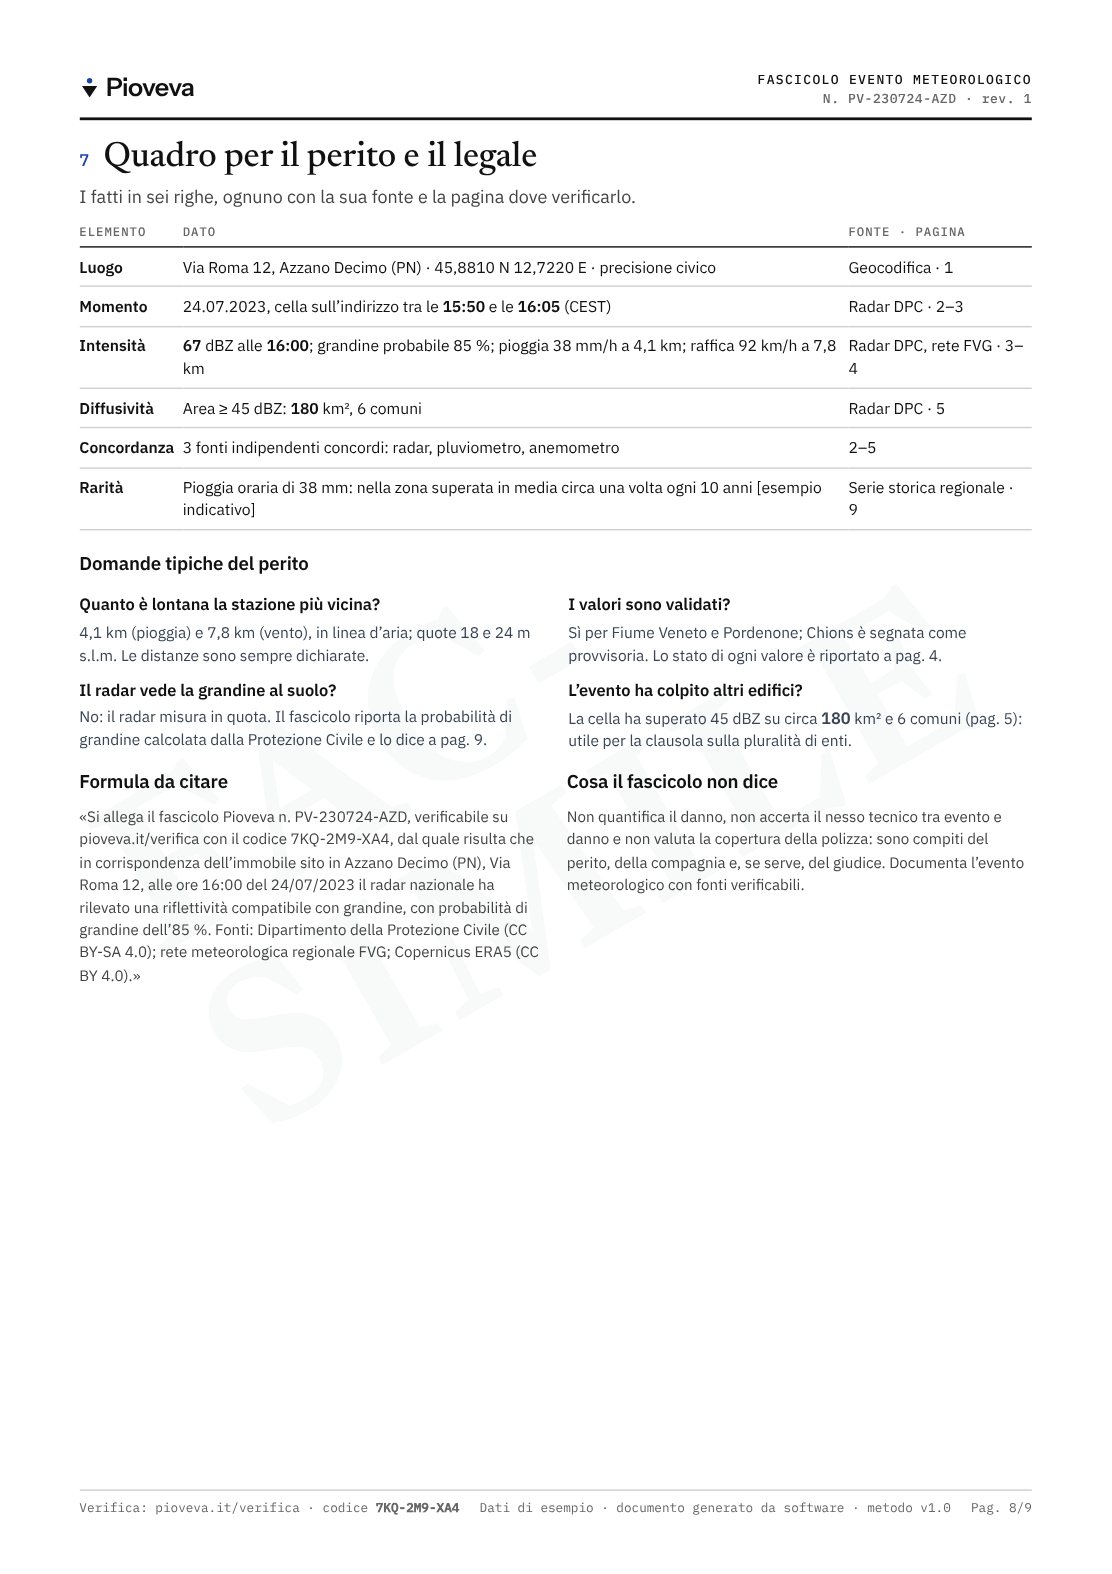 Pioveva
FASCICOLO EVENTO METEOROLOGICO
N. PV-230724-AZD · rev. 1
7 Quadro per il perito e il legale
I fatti in sei righe, ognuno con la sua fonte e la pagina dove verificarlo.
ELEMENTO DATO FONTE · PAGINA
Luogo Via Roma 12, Azzano Decimo (PN) · 45,8810 N 12,7220 E · precisione civico Geocodifica · 1
Momento 24.07.2023, cella sull’indirizzo tra le 15:50 e le 16:05 (CEST) Radar DPC · 2–3
Intensità 67 dBZ alle 16:00; grandine probabile 85 %; pioggia 38 mm/h a 4,1 km; raffica 92 km/h a 7,8 Radar DPC, rete FVG · 3–
km 4
Diffusività Area ≥ 45 dBZ: 180 km², 6 comuni Radar DPC · 5
Concordanza 3 fonti indipendenti concordi: radar, pluviometro, anemometro 2–5
Rarità Pioggia oraria di 38 mm: nella zona superata in media circa una volta ogni 10 anni [esempio Serie storica regionale ·
indicativo] 9
Domande tipiche del perito
Quanto è lontana la stazione più vicina?
4,1 km (pioggia) e 7,8 km (vento), in linea d’aria; quote 18 e 24 m
s.l.m. Le distanze sono sempre dichiarate.
I valori sono validati?
Sì per Fiume Veneto e Pordenone; Chions è segnata come
provvisoria. Lo stato di ogni valore è riportato a pag. 4.
Il radar vede la grandine al suolo?
No: il radar misura in quota. Il fascicolo riporta la probabilità di
grandine calcolata dalla Protezione Civile e lo dice a pag. 9.
L’evento ha colpito altri edifici?
La cella ha superato 45 dBZ su circa 180 km² e 6 comuni (pag. 5):
utile per la clausola sulla pluralità di enti.
Formula da citare
«Si allega il fascicolo Pioveva n. PV-230724-AZD, verificabile su
pioveva.it/verifica con il codice 7KQ-2M9-XA4, dal quale risulta che
in corrispondenza dell’immobile sito in Azzano Decimo (PN), Via
Roma 12, alle ore 16:00 del 24/07/2023 il radar nazionale ha
rilevato una riflettività compatibile con grandine, con probabilità di
grandine dell’85 %. Fonti: Dipartimento della Protezione Civile (CC
BY-SA 4.0); rete meteorologica regionale FVG; Copernicus ERA5 (CC
BY 4.0).»
Cosa il fascicolo non dice
Non quantifica il danno, non accerta il nesso tecnico tra evento e
danno e non valuta la copertura della polizza: sono compiti del
perito, della compagnia e, se serve, del giudice. Documenta l’evento
meteorologico con fonti verificabili.
FAC-
SIMILE
Verifica: pioveva.it/verifica · codice 7KQ-2M9-XA4 Dati di esempio · documento generato da software · metodo v1.0 Pag. 8/9